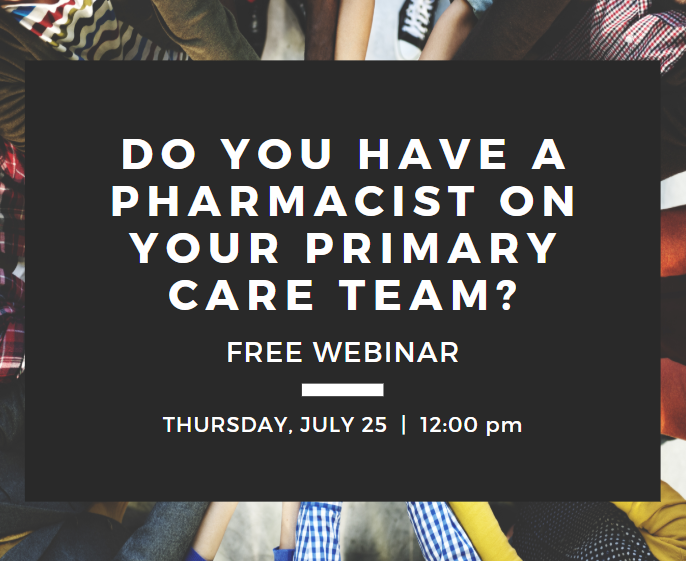 DO YOU HAVE A
PHARMACIST ON
YOUR PRIMARY
CARE TEAM?
FREE WEBINAR
THURSDAY, JULY 25 | 12:00 pm